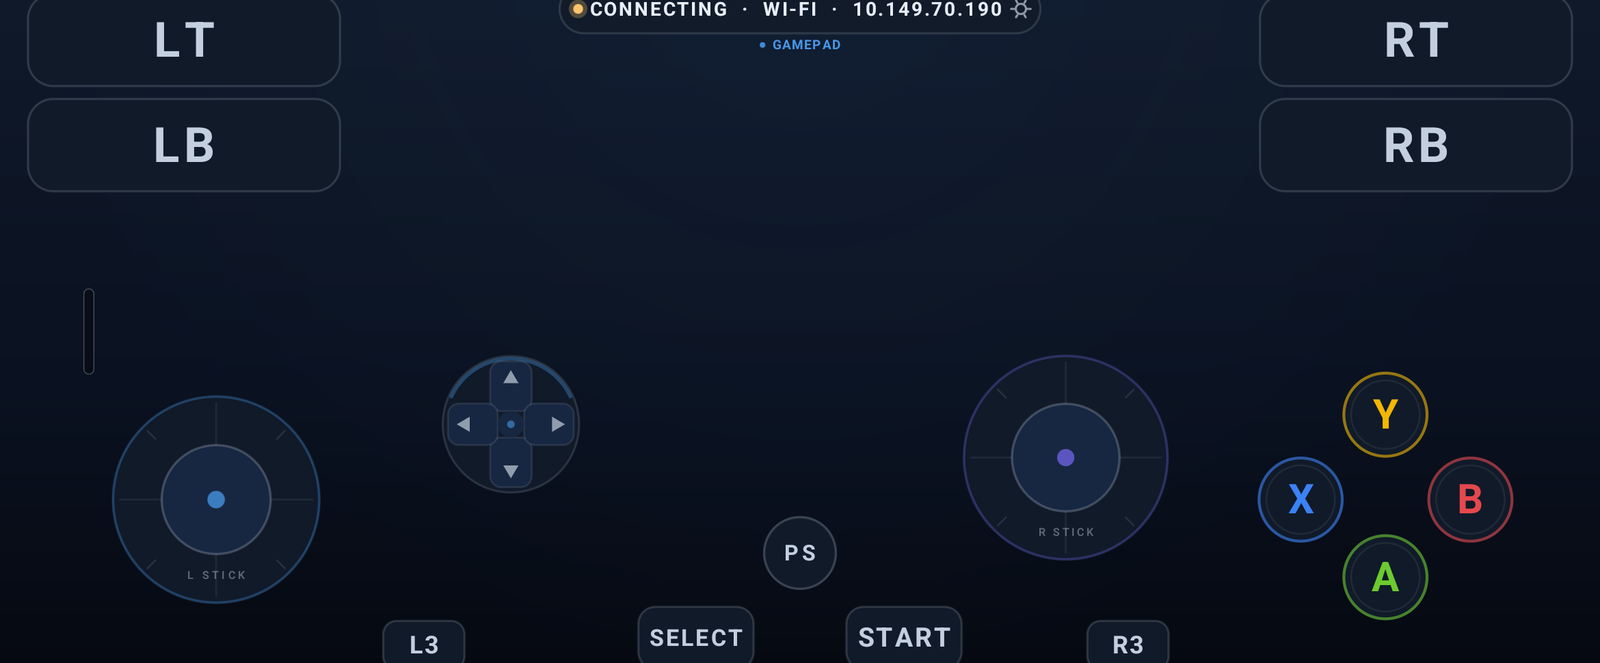 CONNECTING · WI-FI · 10.149.70.190
• GAMEPAD
LT
RT
LB
RB
Y
X
B
A
R STICK
L STICK
PS
L3
SELECT
START
R3